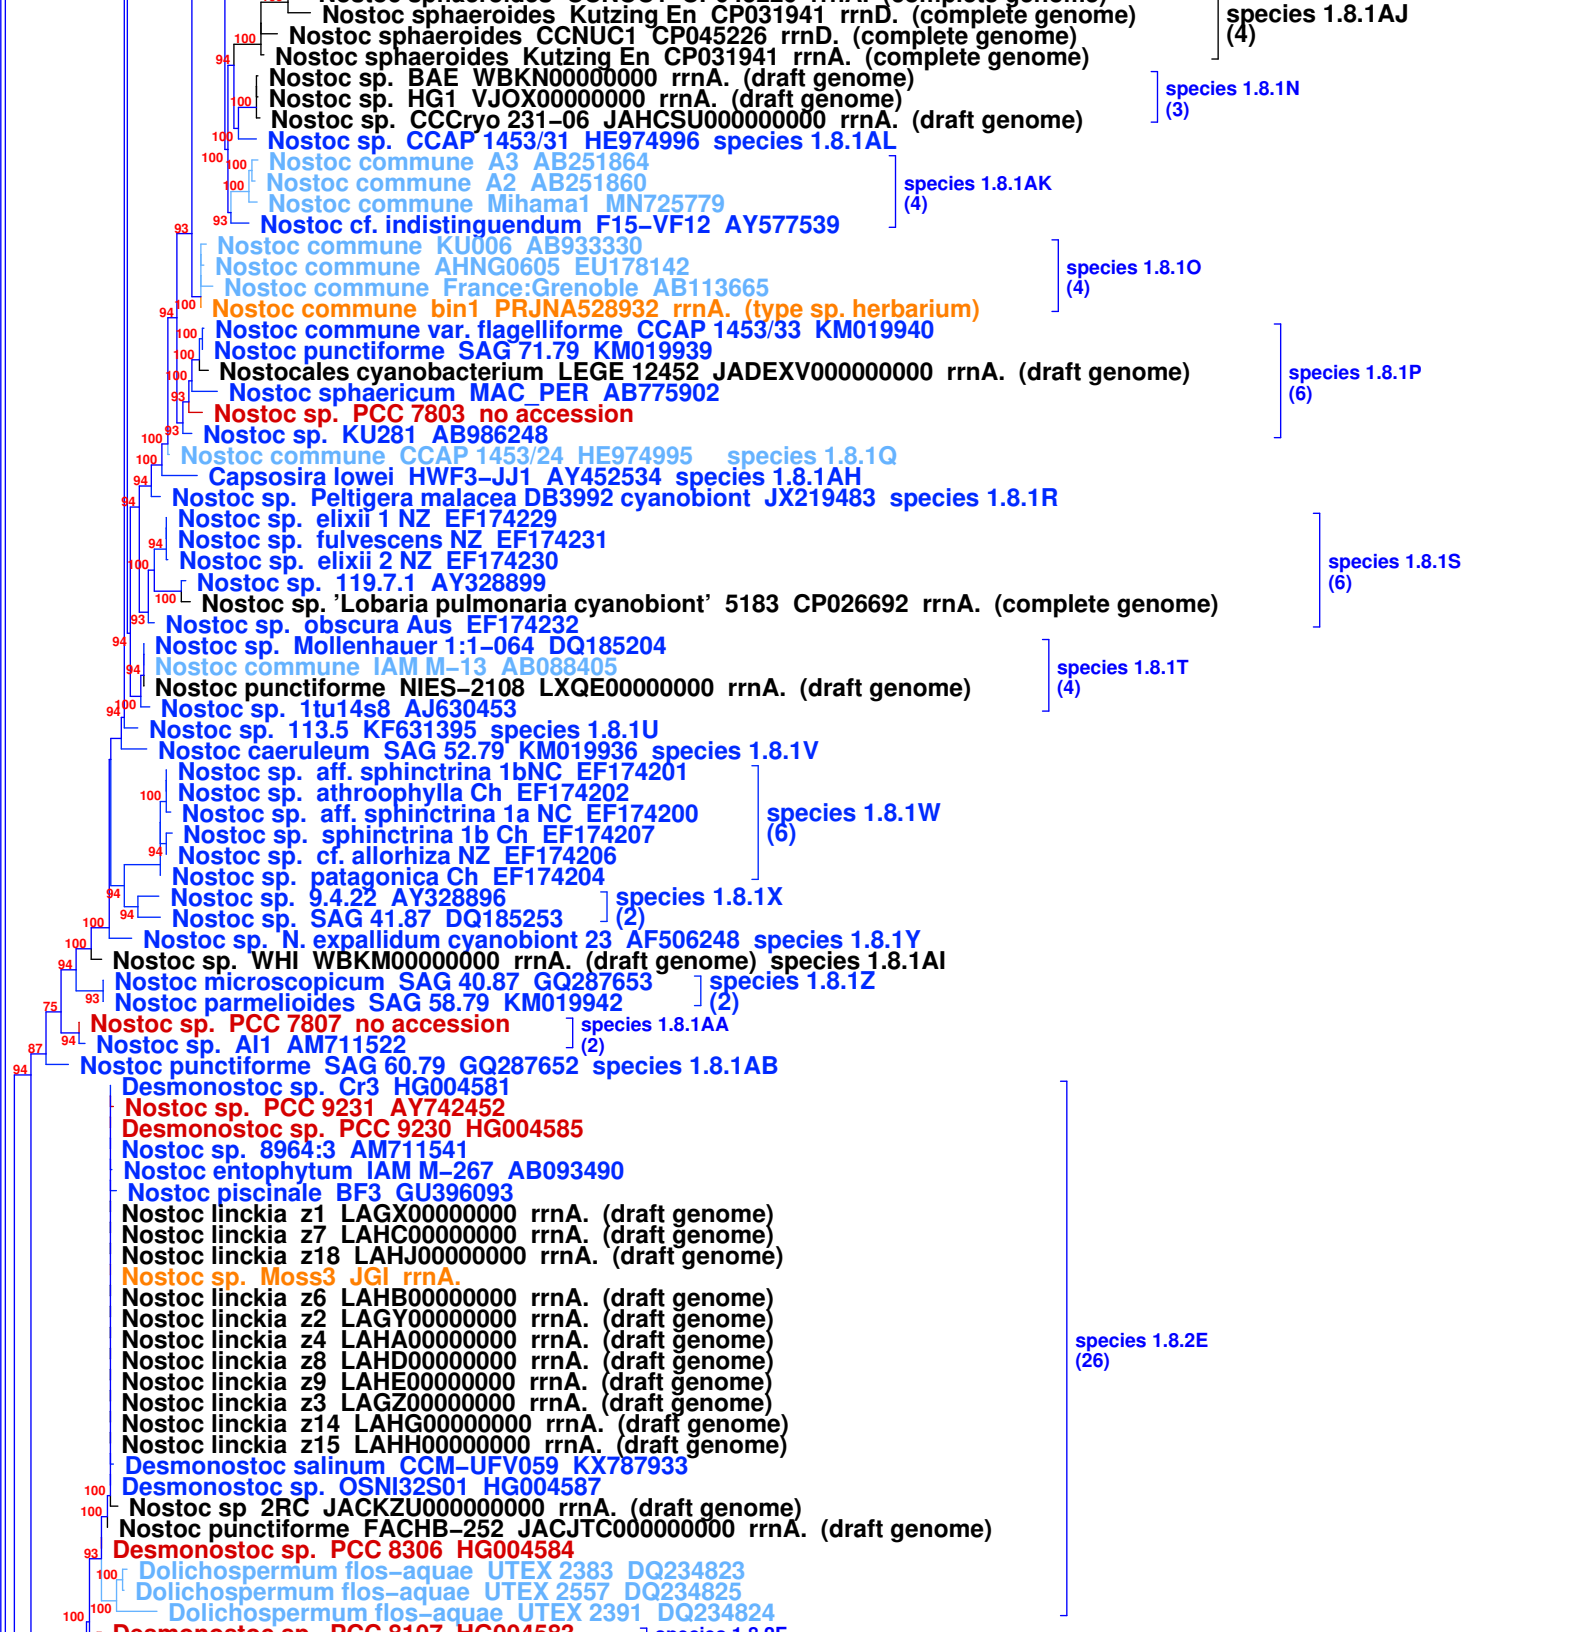 Nostoc sphaeroides CCNUC1 CP045226 (complete genome)
Nostoc sphaeroides Kutzing En CP031941 rrnD. (complete genome)
species 1.8.1AJ
(4)
Nostoc sphaeroides CCNUC1 CP045226 rrnD. (complete genome)
Nostoc sphaeroides Kutzing En CP031941 rrnA. (complete genome)
Nostoc sp. BAE WBKN00000000 rrnA. (draft genome)
Nostoc sp. HG1 VJOX00000000 rrnA. (draft genome)
species 1.8.1N
(3)
Nostoc sp. CCCryo 231−06 JAHCSU000000000 rrnA. (draft genome)
Nostoc sp. CCAP 1453/31 HE974996 species 1.8.1AL
Nostoc commune A3 AB251864
Nostoc commune A2 AB251860
species 1.8.1AK
(4)
Nostoc commune Mihama1 MN725779
Nostoc cf. indistinguendum F15−VF12 AY577539
Nostoc commune KU006 AB933330
Nostoc commune AHNG0605 EU178142
species 1.8.1O
(4)
Nostoc commune France:Grenoble AB113665
Nostoc commune bin1 PRJNA528932 rrnA. (type sp. herbarium)
Nostoc commune var. flagelliforme CCAP 1453/33 KM019940
Nostoc punctiforme SAG 71.79 KM019939
Nostocales cyanobacterium LEGE 12452 JADEXV000000000 rrnA. (draft genome)
species 1.8.1P
(6)
Nostoc sphaericum MAC_PER AB775902
Nostoc sp. PCC 7803 no accession
Nostoc sp. KU281 AB986248
Nostoc commune CCAP 1453/24 HE974995 species 1.8.1Q
Capsosira lowei HWF3−JJ1 AY452534 species 1.8.1AH
Nostoc sp. Peltigera malacea DB3992 cyanobiont JX219483 species 1.8.1R
Nostoc sp. elixii 1 NZ EF174229
Nostoc sp. fulvescens NZ EF174231
Nostoc sp. elixii 2 NZ EF174230
species 1.8.1S
(6)
Nostoc sp. 119.7.1 AY328899
Nostoc sp. ’Lobaria pulmonaria cyanobiont’ 5183 CP026692 rrnA. (complete genome)
Nostoc sp. obscura Aus EF174232
Nostoc sp. Mollenhauer 1:1−064 DQ185204
Nostoc commune IAM M−13 AB088405
species 1.8.1T
(4)
Nostoc punctiforme NIES−2108 LXQE00000000 rrnA. (draft genome)
Nostoc sp. 1tu14s8 AJ630453
Nostoc sp. 113.5 KF631395 species 1.8.1U
Nostoc caeruleum SAG 52.79 KM019936 species 1.8.1V
Nostoc sp. aff. sphinctrina 1bNC EF174201
Nostoc sp. athroophylla Ch EF174202
Nostoc sp. aff. sphinctrina 1a NC EF174200
species 1.8.1W
(6)
Nostoc sp. sphinctrina 1b Ch EF174207
Nostoc sp. cf. allorhiza NZ EF174206
Nostoc sp. patagonica Ch EF174204
Nostoc sp. 9.4.22 AY328896
species 1.8.1X
(2)
Nostoc sp. SAG 41.87 DQ185253
Nostoc sp. N. expallidum cyanobiont 23 AF506248 species 1.8.1Y
Nostoc sp. WHI WBKM00000000 rrnA. (draft genome) species 1.8.1AI
Nostoc microscopicum SAG 40.87 GQ287653
species 1.8.1Z
(2)
Nostoc parmelioides SAG 58.79 KM019942
Nostoc sp. PCC 7807 no accession
species 1.8.1AA
(2)
Nostoc sp. Al1 AM711522
Nostoc punctiforme SAG 60.79 GQ287652 species 1.8.1AB
Desmonostoc sp. Cr3 HG004581
Nostoc sp. PCC 9231 AY742452
Desmonostoc sp. PCC 9230 HG004585
Nostoc sp. 8964:3 AM711541
Nostoc entophytum IAM M−267 AB093490
Nostoc piscinale BF3 GU396093
Nostoc linckia z1 LAGX00000000 rrnA. (draft genome)
Nostoc linckia z7 LAHC00000000 rrnA. (draft genome)
Nostoc linckia z18 LAHJ00000000 rrnA. (draft genome)
Nostoc sp. Moss3 JGI rrnA.
Nostoc linckia z6 LAHB00000000 rrnA. (draft genome)
Nostoc linckia z2 LAGY00000000 rrnA. (draft genome)
Nostoc linckia z4 LAHA00000000 rrnA. (draft genome)
species 1.8.2E
(26)
Nostoc linckia z8 LAHD00000000 rrnA. (draft genome)
Nostoc linckia z9 LAHE00000000 rrnA. (draft genome)
Nostoc linckia z3 LAGZ00000000 rrnA. (draft genome)
Nostoc linckia z14 LAHG00000000 rrnA. (draft genome)
Nostoc linckia z15 LAHH00000000 rrnA. (draft genome)
Desmonostoc salinum CCM−UFV059 KX787933
Desmonostoc sp. OSNI32S01 HG004587
Nostoc sp 2RC JACKZU000000000 rrnA. (draft genome)
Nostoc punctiforme FACHB−252 JACJTC000000000 rrnA. (draft genome)
Desmonostoc sp. PCC 8306 HG004584
Dolichospermum flos−aquae UTEX 2383 DQ234823
Dolichospermum flos−aquae UTEX 2557 DQ234825
Dolichospermum flos−aquae UTEX 2391 DQ234824
Desmonostoc sp. PCC 8107 HG004582
species 1.8.2F